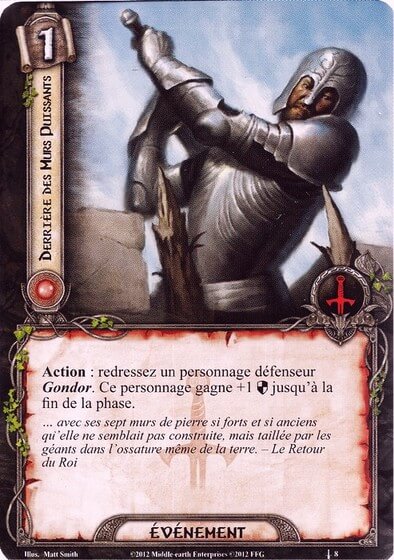 1
DERRIÈRE DES MURS PUISSANTS
Action : redressez un personnage défenseur
Gondor. Ce personnage gagne +1 jusqu'à la
fin de la phase.
... avec ses sept murs de pierre si forts et si anciens
qu'elle ne semblait pas construite, mais taillée par les
géants dans l'ossature même de la terre. – Le Retour
du Roi
ÉVÉNEMENT
Illus. Matt Smith
©2012 Middle-earth Enterprises ©2012 FFG
8